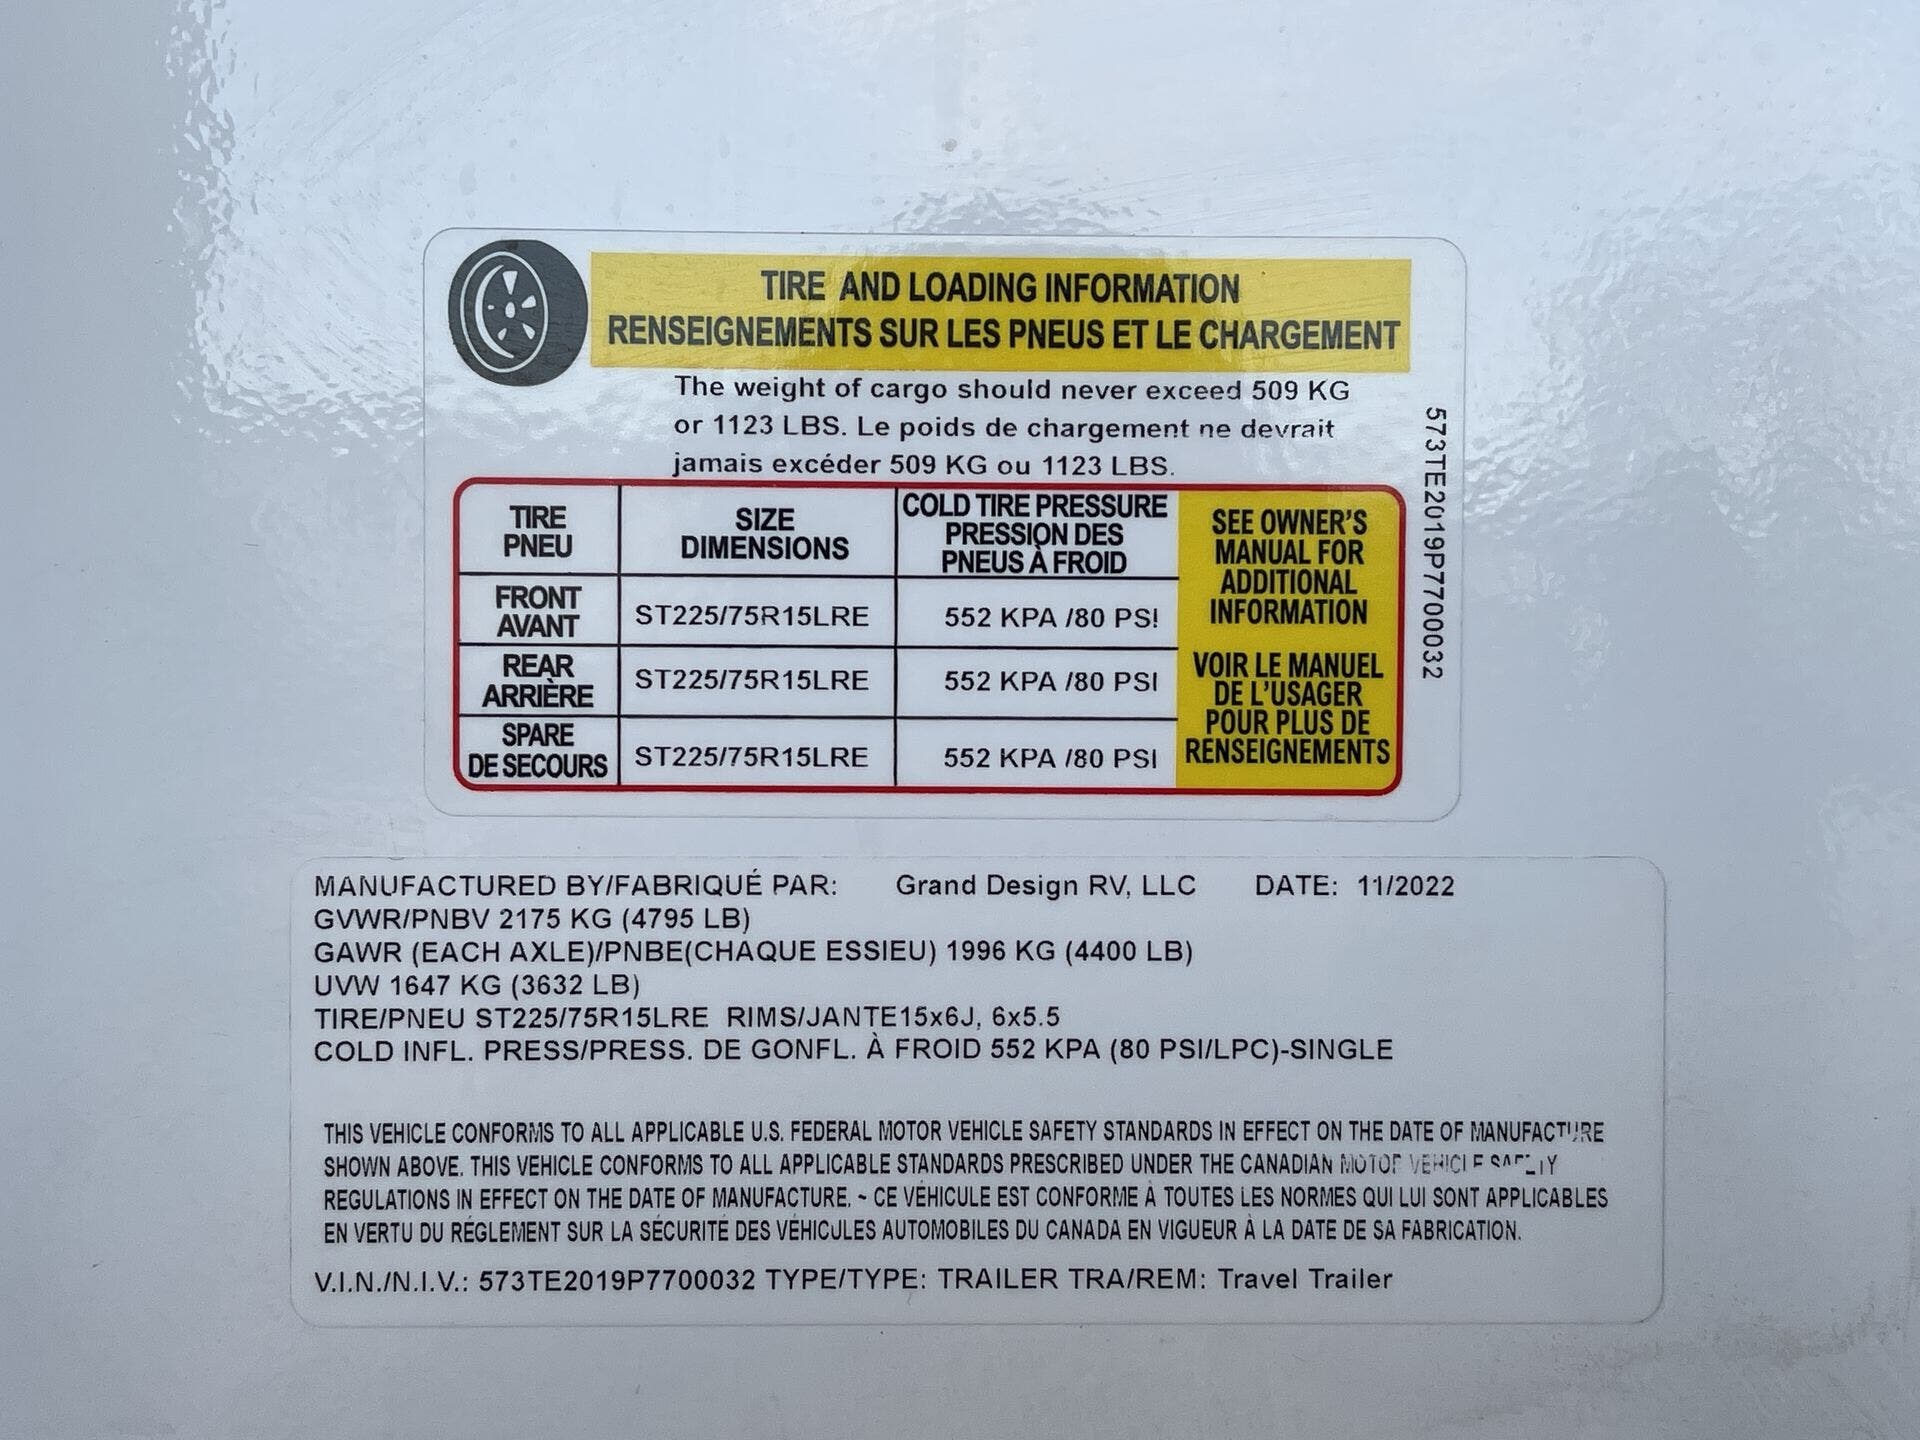 TIRE AND LOADING INFORMATION
RENSEIGNEMENTS SUR LES PNEUS ET LE CHARGEMENT
The weight of cargo should never exceed 509 KG
or 1123 LBS. Le poids de chargement ne devrait
jamais excéder 509 KG ou 1123 LBS.
TIRE
PNEU
SIZE
DIMENSIONS
COLD TIRE PRESSURE
PRESSION DES
PNEUS À FROID
FRONT
AVANT
ST225/75R15LRE
552 KPA /80 PSI
REAR
ARRIÈRE
ST225/75R15LRE
552 KPA /80 PSI
SPARE
DE SECOURS
ST225/75R15LRE
552 KPA /80 PSI
SEE OWNER'S
MANUAL FOR
ADDITIONAL
INFORMATION
VOIR LE MANUEL
DE L'USAGER
POUR PLUS DE
RENSEIGNEMENTS
573TE2019P7700032
MANUFACTURED BY/FABRIQUÉ PAR: Grand Design RV, LLC DATE: 11/2022
GVWR/PNBV 2175 KG (4795 LB)
GAWR (EACH AXLE)/PNBE(CHAQUE ESSIEU) 1996 KG (4400 LB)
UVW 1647 KG (3632 LB)
TIRE/PNEU ST225/75R15LRE RIMS/JANTE15x6J, 6x5.5
COLD INFL. PRESS/PRESS. DE GONFL. À FROID 552 KPA (80 PSI/LPC)-SINGLE
THIS VEHICLE CONFORMS TO ALL APPLICABLE U.S. FEDERAL MOTOR VEHICLE SAFETY STANDARDS IN EFFECT ON THE DATE OF MANUFACTURE
SHOWN ABOVE. THIS VEHICLE CONFORMS TO ALL APPLICABLE STANDARDS PRESCRIBED UNDER THE CANADIAN MOTOR VEHICLE SAFETY
REGULATIONS IN EFFECT ON THE DATE OF MANUFACTURE. ~ CE VÉHICULE EST CONFORME À TOUTES LES NORMES QUI LUI SONT APPLICABLES
EN VERTU DU RÉGLEMENT SUR LA SÉCURITÉ DES VÉHICULES AUTOMOBILES DU CANADA EN VIGUEUR À LA DATE DE SA FABRICATION.
V.I.N./N.I.V.: 573TE2019P7700032 TYPE/TYPE: TRAILER TRA/REM: Travel Trailer